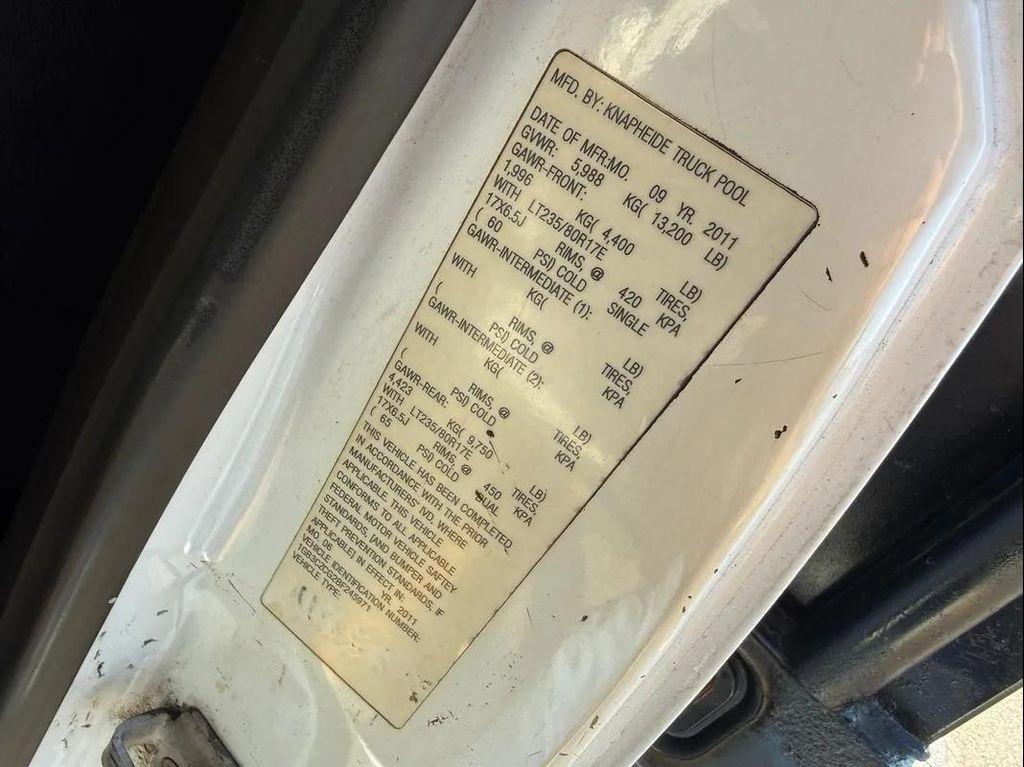 MFD. BY: KNAPHEIDE TRUCK POOL
DATE OF MFR:MO. 09 YR. 2011
GVWR: 5,988 KG( 13,200 LB)
GAWR-FRONT:
1,996 KG( 4,400 LB)
WITH LT235/80R17E TIRES,
17X6.5J RIMS, @ 420 KPA
( 60 PSI) COLD SINGLE
GAWR-INTERMEDIATE (1):
KG( LB)
WITH TIRES,
RIMS, @ KPA
( PSI) COLD
GAWR-INTERMEDIATE (2):
KG( LB)
WITH TIRES,
RIMS, @ KPA
( PSI) COLD
GAWR-REAR:
4,423 KG( 9,750 LB)
WITH LT235/80R17E TIRES,
17X6.5J RIMS, @ 450 KPA
( 65 PSI) COLD DUAL
THIS VEHICLE HAS BEEN COMPLETED
IN ACCORDANCE WITH THE PRIOR
MANUFACTURERS' IVD, WHERE
APPLICABLE. THIS VEHICLE
CONFORMS TO ALL APPLICABLE
FEDERAL MOTOR VEHICLE SAFTEY
STANDARDS, [AND BUMPER AND
THEFT PREVENTION STANDARDS, IF
APPLICABLE] IN EFFECT IN:
MO. 06 YR. 2011
VEHICLE IDENTIFICATION NUMBER:
1GB3CZCG2BF245971
VEHICLE TYPE: